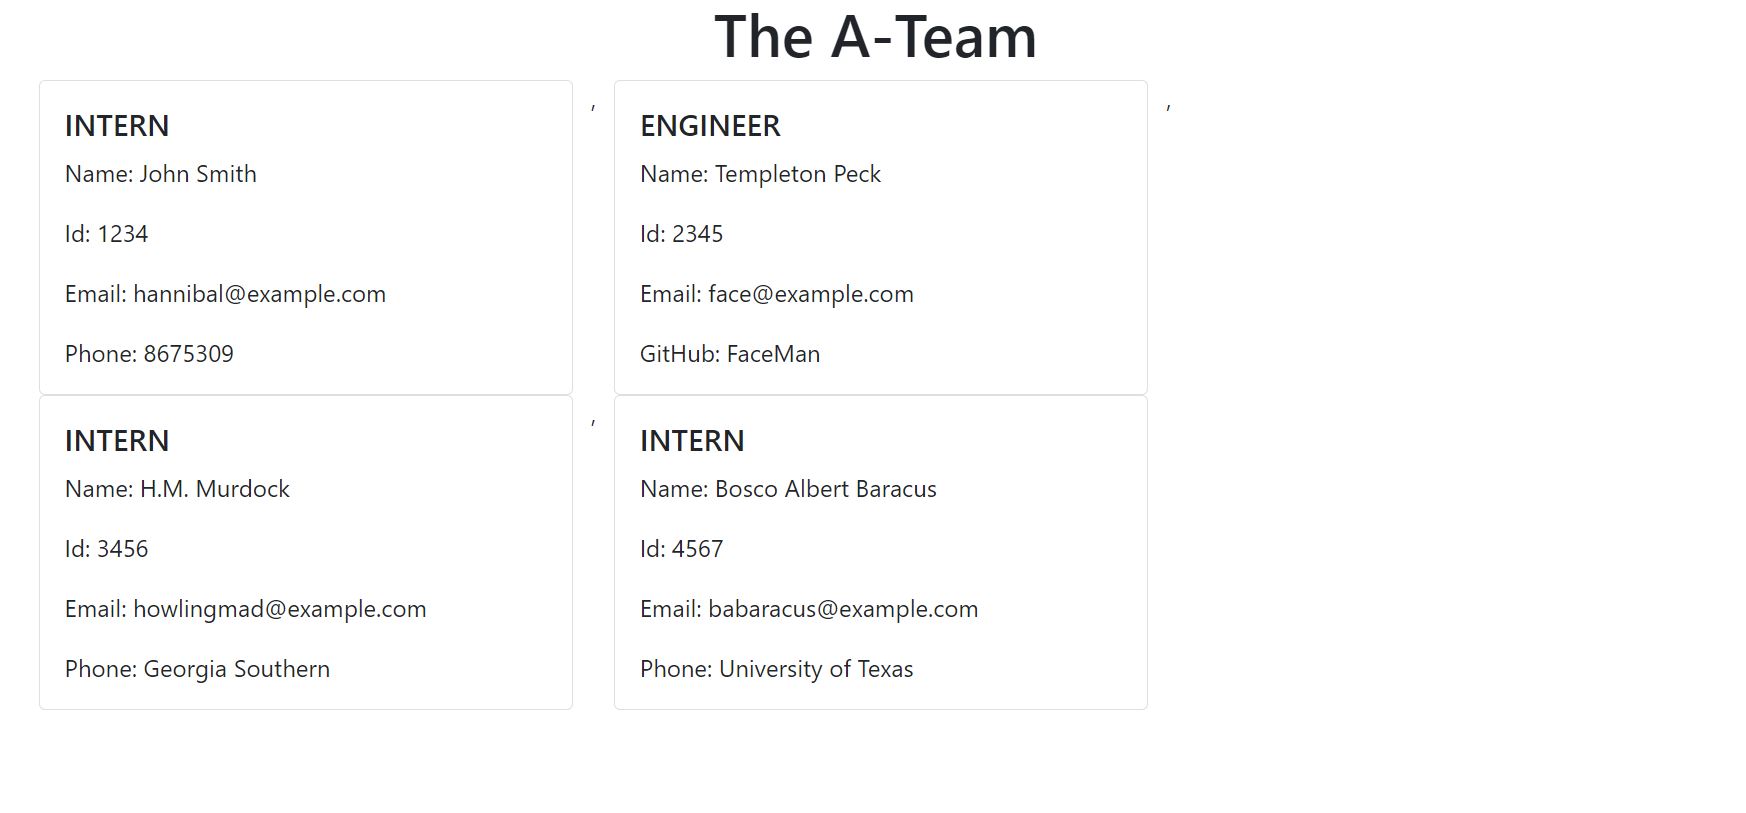 The A-Team
INTERN
Name: John Smith
Id: 1234
Email: hannibal@example.com
Phone: 8675309
,
ENGINEER
Name: Templeton Peck
Id: 2345
Email: face@example.com
GitHub: FaceMan
,
INTERN
Name: H.M. Murdock
Id: 3456
Email: howlingmad@example.com
Phone: Georgia Southern
,
INTERN
Name: Bosco Albert Baracus
Id: 4567
Email: babaracus@example.com
Phone: University of Texas